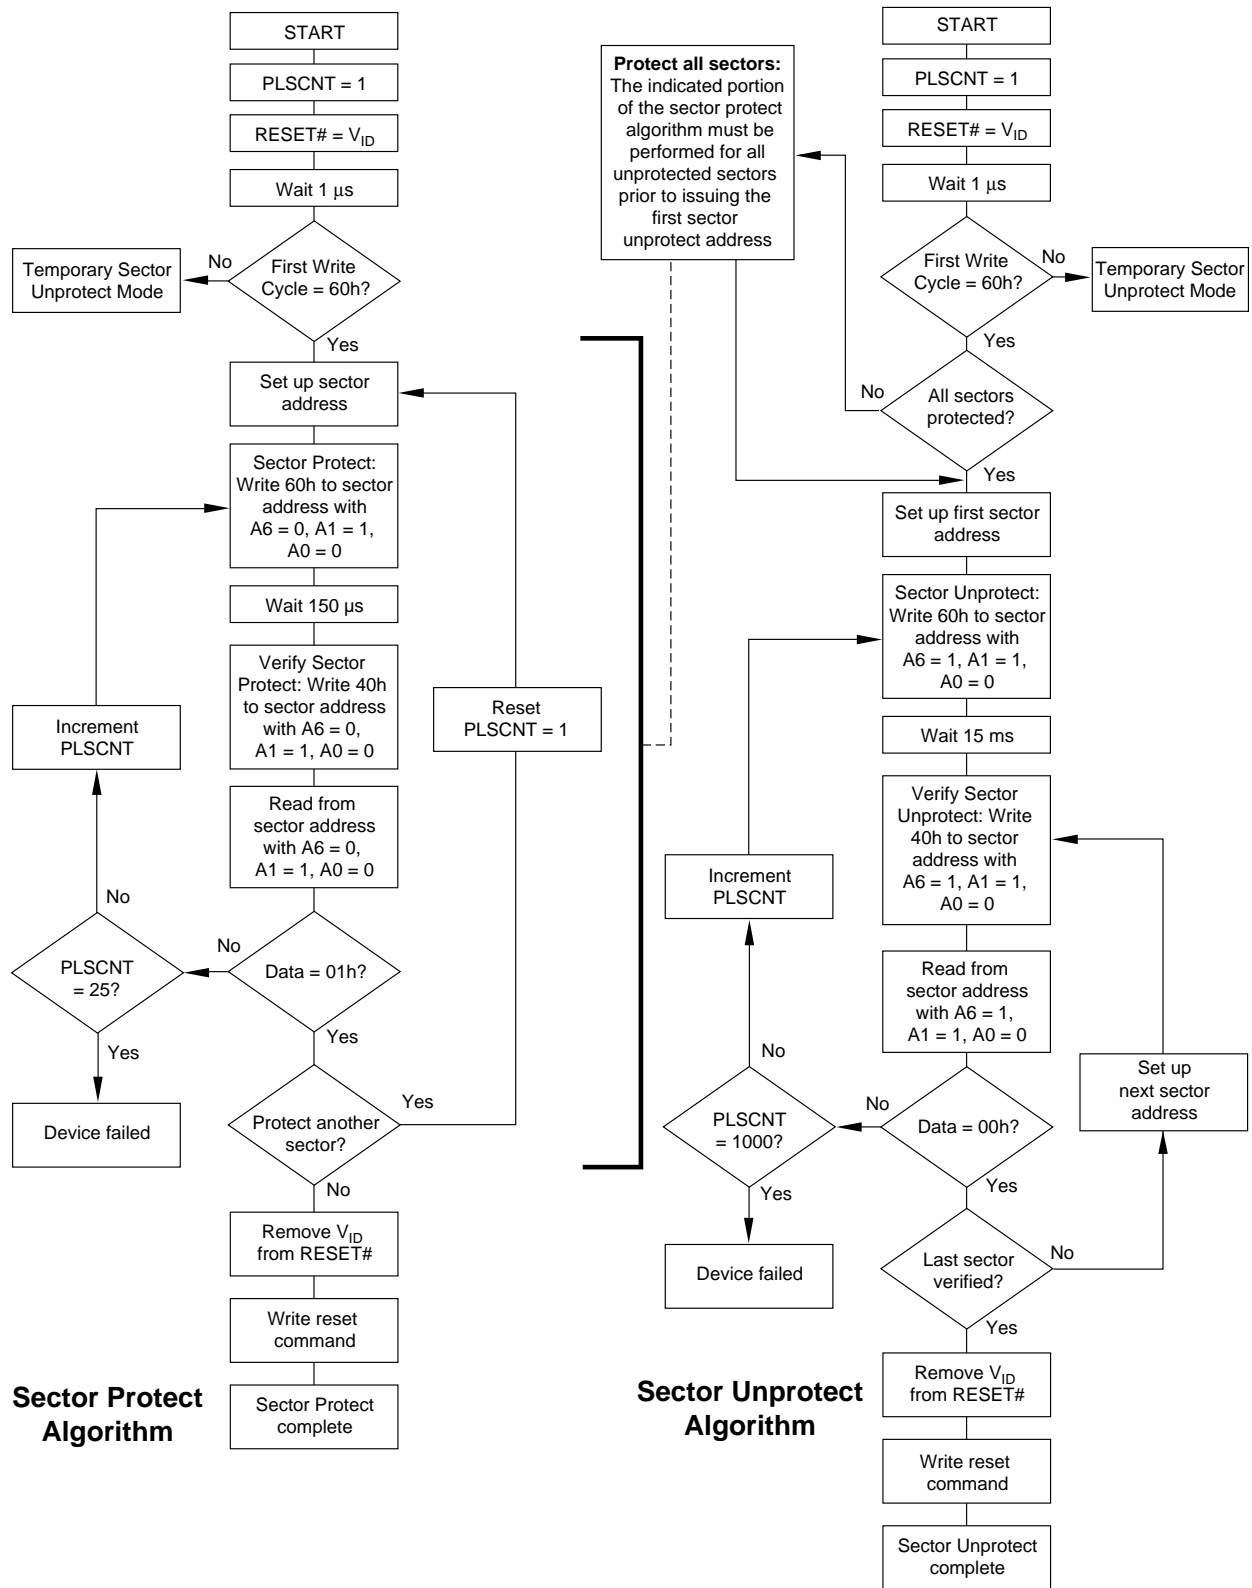 START
PLSCNT = 1
RESET# = VID
Wait 1 μs
First Write
Cycle = 60h?
No
Temporary Sector
Unprotect Mode
Yes
Set up sector
address
Sector Protect:
Write 60h to sector
address with
A6 = 0, A1 = 1,
A0 = 0
Wait 150 µs
Verify Sector
Protect: Write 40h
to sector address
with A6 = 0,
A1 = 1, A0 = 0
Reset
PLSCNT = 1
Increment
PLSCNT
Read from
sector address
with A6 = 0,
A1 = 1, A0 = 0
No
No
PLSCNT
= 25?
Data = 01h?
Yes
Yes
Device failed
Protect another
sector?
Yes
No
Remove VID
from RESET#
Write reset
command
Sector Protect
complete
Sector Protect
Algorithm
Protect all sectors:
The indicated portion
of the sector protect
algorithm must be
performed for all
unprotected sectors
prior to issuing the
first sector
unprotect address
START
PLSCNT = 1
RESET# = VID
Wait 1 μs
First Write
Cycle = 60h?
No
Temporary Sector
Unprotect Mode
Yes
No
All sectors
protected?
Yes
Set up first sector
address
Sector Unprotect:
Write 60h to sector
address with
A6 = 1, A1 = 1,
A0 = 0
Wait 15 ms
Verify Sector
Unprotect: Write
40h to sector
address with
A6 = 1, A1 = 1,
A0 = 0
Increment
PLSCNT
Read from
sector address
with A6 = 1,
A1 = 1, A0 = 0
No
No
PLSCNT
= 1000?
Data = 00h?
Set up
next sector
address
Yes
Yes
Device failed
Last sector
verified?
No
Yes
Remove VID
from RESET#
Write reset
command
Sector Unprotect
complete
Sector Unprotect
Algorithm